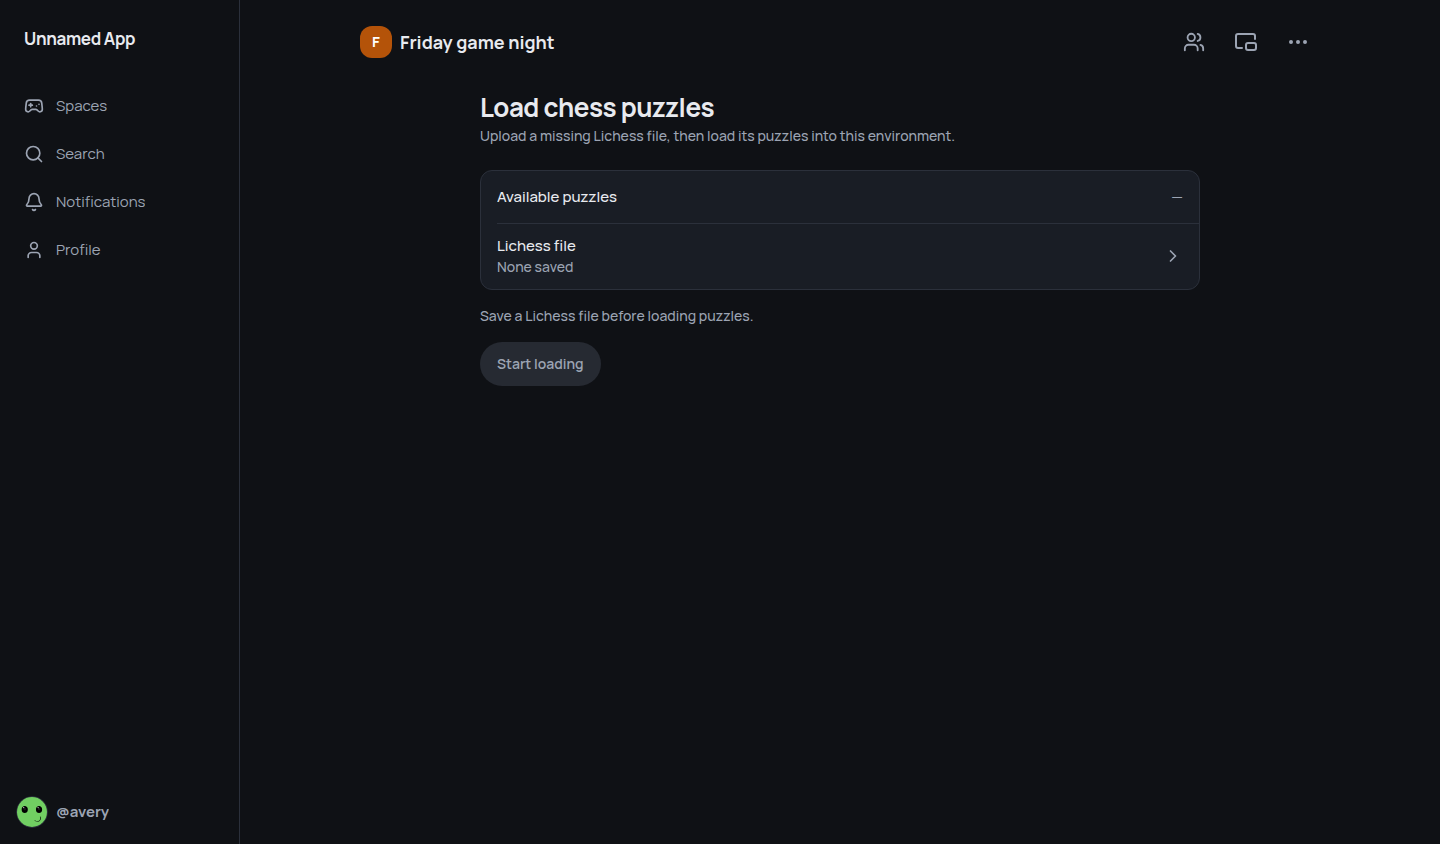 Unnamed App
Spaces
Search
Notifications
Profile
@avery
F Friday game night
Load chess puzzles
Upload a missing Lichess file, then load its puzzles into this environment.
Available puzzles –
Lichess file
None saved
Save a Lichess file before loading puzzles.
Start loading